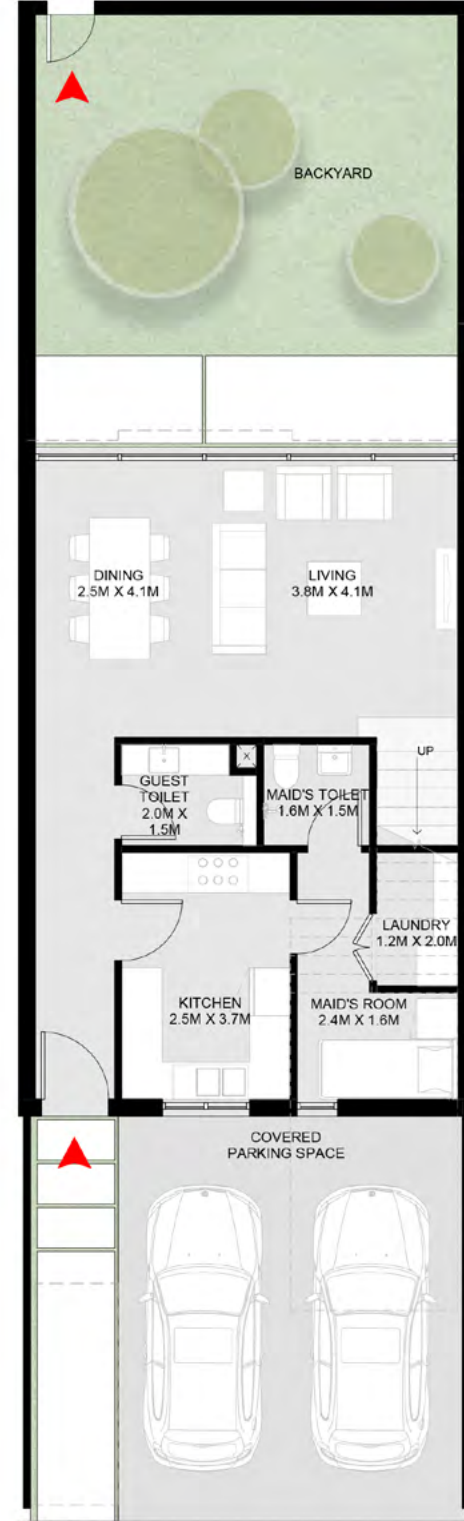 BACKYARD
DINING
2.5M X 4.1M
LIVING
3.8M X 4.1M
UP
GUEST
TOILET
2.0M X
1.5M
MAID'S TOILET
1.6M X 1.5M
LAUNDRY
1.2M X 2.0M
KITCHEN
2.5M X 3.7M
MAID'S ROOM
2.4M X 1.6M
COVERED
PARKING SPACE